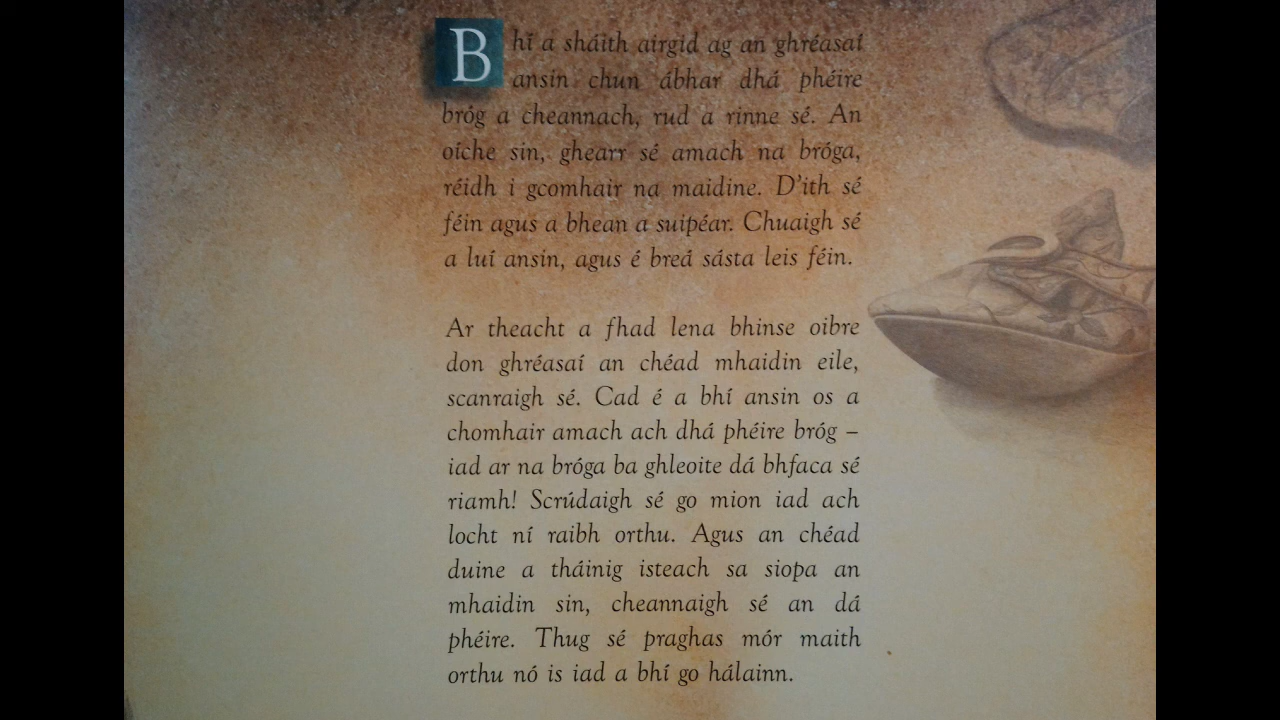 Bhí a sháith airgid ag an ghréasaí
ansin chun ábhar dhá phéire
bróg a cheannach, rud a rinne sé. An
oíche sin, ghearr sé amach na bróga,
réidh i gcomhair na maidine. D'ith sé
féin agus a bhean a suipéar. Chuaigh sé
a luí ansin, agus é breá sásta leis féin.
Ar theacht a fhad lena bhinse oibre
don ghréasaí an chéad mhaidin eile,
scanraigh sé. Cad é a bhí ansin os a
chomhair amach ach dhá phéire bróg –
iad ar na bróga ba ghleoite dá bhfaca sé
riamh! Scrúdaigh sé go mion iad ach
locht ní raibh orthu. Agus an chéad
duine a tháinig isteach sa siopa an
mhaidin sin, cheannaigh sé an dá
phéire. Thug sé praghas mór maith
orthu nó is iad a bhí go hálainn.